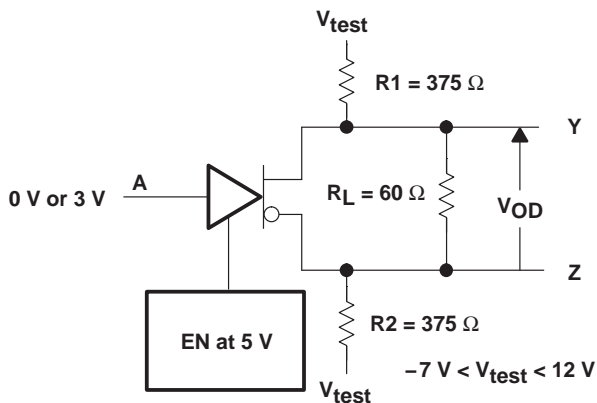 Vtest
R1 = 375 Ω
Y
A
0 V or 3 V
RL = 60 Ω
VOD
Z
EN at 5 V
R2 = 375 Ω
−7 V < Vtest < 12 V
Vtest